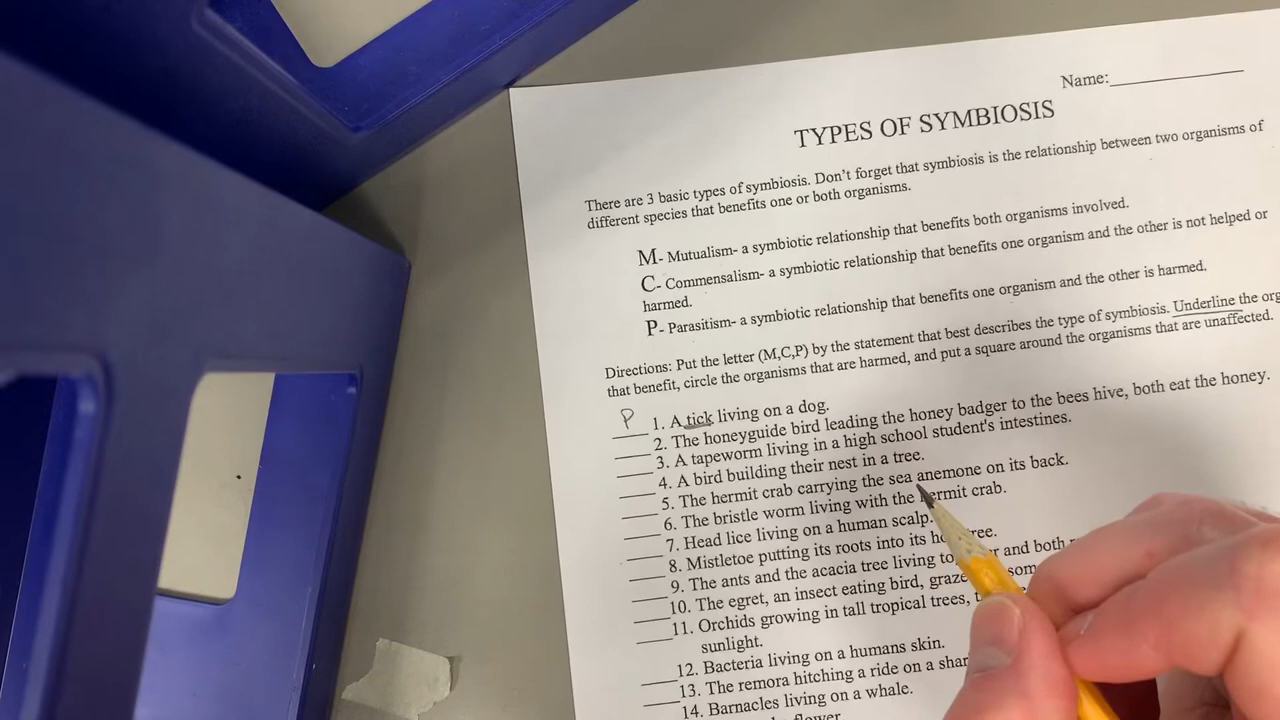 Name:
TYPES OF SYMBIOSIS
There are 3 basic types of symbiosis. Don't forget that symbiosis is the relationship between two organisms of
different species that benefits one or both organisms.
M- Mutualism- a symbiotic relationship that benefits both organisms involved.
C- Commensalism- a symbiotic relationship that benefits one organism and the other is not helped or
harmed.
P- Parasitism- a symbiotic relationship that benefits one organism and the other is harmed.
Directions: Put the letter (M,C,P) by the statement that best describes the type of symbiosis. Underline the
that benefit, circle the organisms that are harmed, and put a square around the organisms that are unaffected.
P 1. A tick living on a dog.
2. The honeyguide bird leading the honey badger to the bees hive, both eat the honey.
3. A tapeworm living in a high school student's intestines.
4. A bird building their nest in a tree.
5. The hermit crab carrying the sea anemone on its back.
6. The bristle worm living with the hermit crab.
7. Head lice living on a human scalp.
8. Mistletoe putting its roots into its
9. The ants and the acacia tree living and both
10. The egret, an insect eating bird,
11. Orchids growing in tall tropical trees,
sunlight.
12. Bacteria living on a humans skin.
13. The remora hitching a ride on a
14. Barnacles living on a whale.
flower.